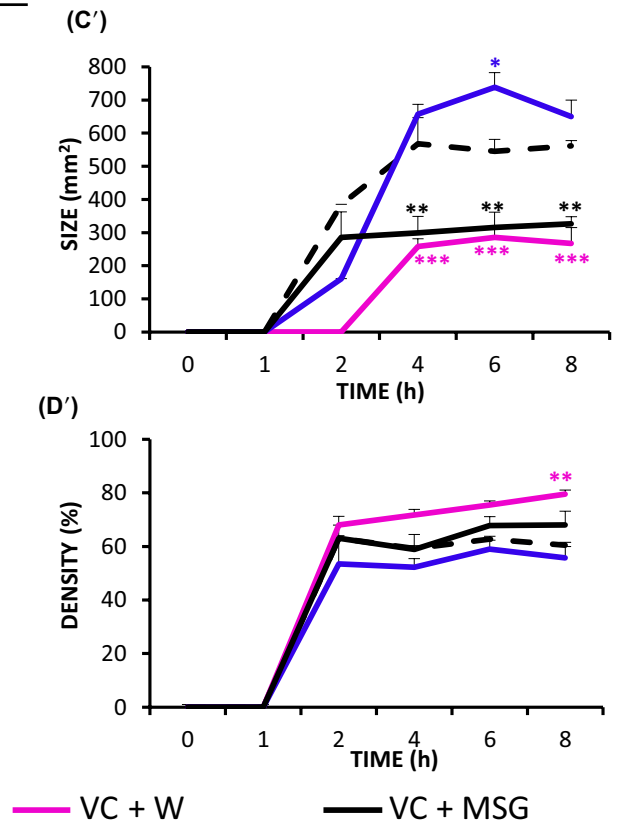 (C′)
800
700
600
500
400
300
200
100
0
SIZE (mm²)
*
** ** **
*** *** ***
0 1 2 4 6 8
TIME (h)
(D′)
100
80
60
40
20
0
DENSITY (%)
**
0 1 2 4 6 8
TIME (h)
VC + W VC + MSG